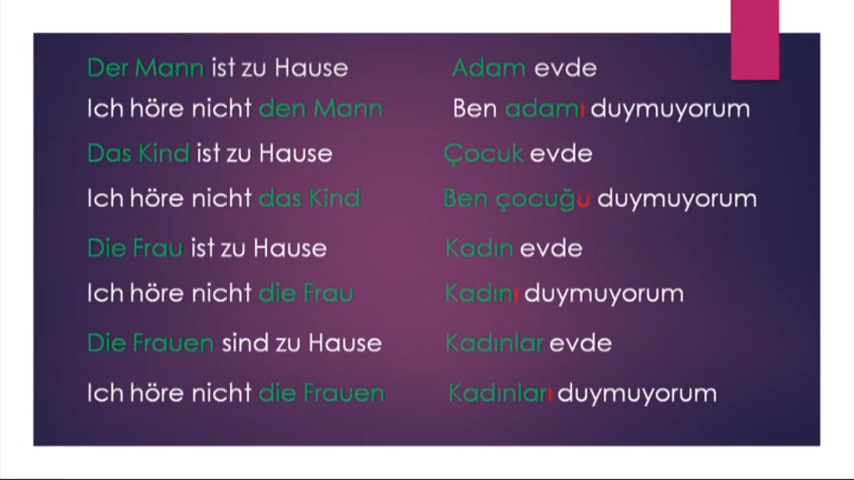 Der Mann ist zu Hause Adam evde
Ich höre nicht den Mann Ben adamı duymuyorum
Das Kind ist zu Hause Çocuk evde
Ich höre nicht das Kind Ben çocuğu duymuyorum
Die Frau ist zu Hause Kadın evde
Ich höre nicht die Frau Kadını duymuyorum
Die Frauen sind zu Hause Kadınlar evde
Ich höre nicht die Frauen Kadınları duymuyorum